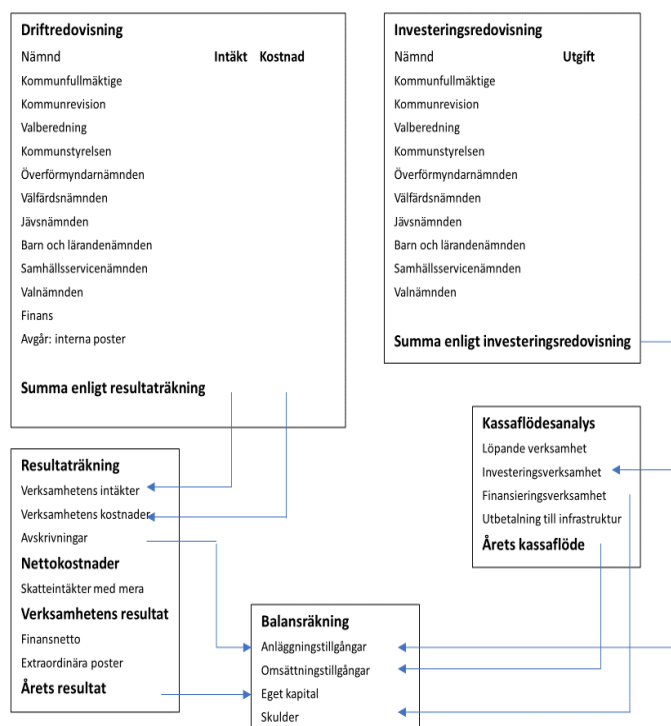 Driftredovisning
Nämnd Intäkt Kostnad
Kommunfullmäktige
Kommunrevision
Valberedning
Kommunstyrelsen
Överförmyndarnämnden
Välfärdsnämnden
Jävsnämnden
Barn och lärandenämnden
Samhällsservicenämnden
Valnämnden
Finans
Avgår: interna poster
Summa enligt resultaträkning
Investeringsredovisning
Nämnd Utgift
Kommunfullmäktige
Kommunrevision
Valberedning
Kommunstyrelsen
Överförmyndarnämnden
Välfärdsnämnden
Jävsnämnden
Barn och lärandenämnden
Samhällsservicenämnden
Valnämnden
Summa enligt investeringsredovisning
Resultaträkning
Verksamhetens intäkter
Verksamhetens kostnader
Avskrivningar
Nettokostnader
Skatteintäkter med mera
Verksamhetens resultat
Finansnetto
Extraordinära poster
Årets resultat
Kassaflödesanalys
Löpande verksamhet
Investeringsverksamhet
Finansieringsverksamhet
Utbetalning till infrastruktur
Årets kassaflöde
Balansräkning
Anläggningstillgångar
Omsättningstillgångar
Eget kapital
Skulder